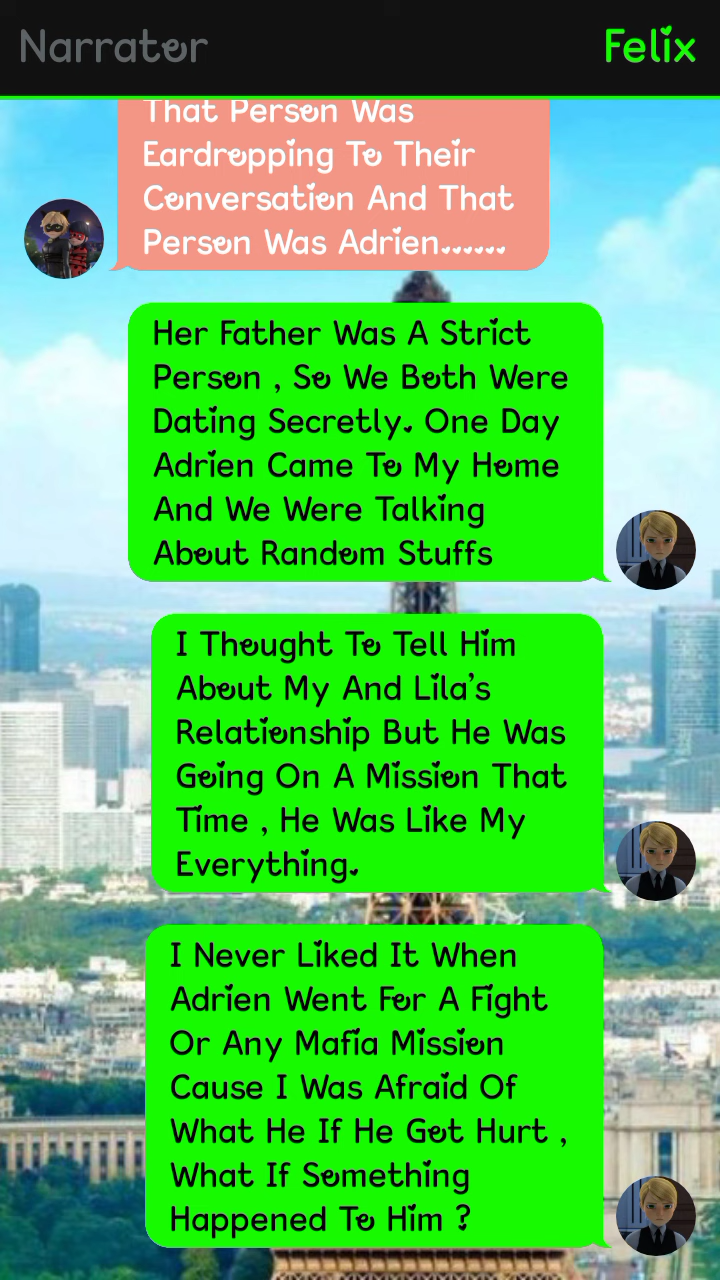 Narrator
Felix
That Person Was
Eardropping To Their
Conversation And That
Person Was Adrien......
Her Father Was A Strict
Person , So We Both Were
Dating Secretly. One Day
Adrien Came To My Home
And We Were Talking
About Random Stuffs
I Thought To Tell Him
About My And Lila's
Relationship But He Was
Going On A Mission That
Time , He Was Like My
Everything.
I Never Liked It When
Adrien Went For A Fight
Or Any Mafia Mission
Cause I Was Afraid Of
What He If He Got Hurt ,
What If Something
Happened To Him ?